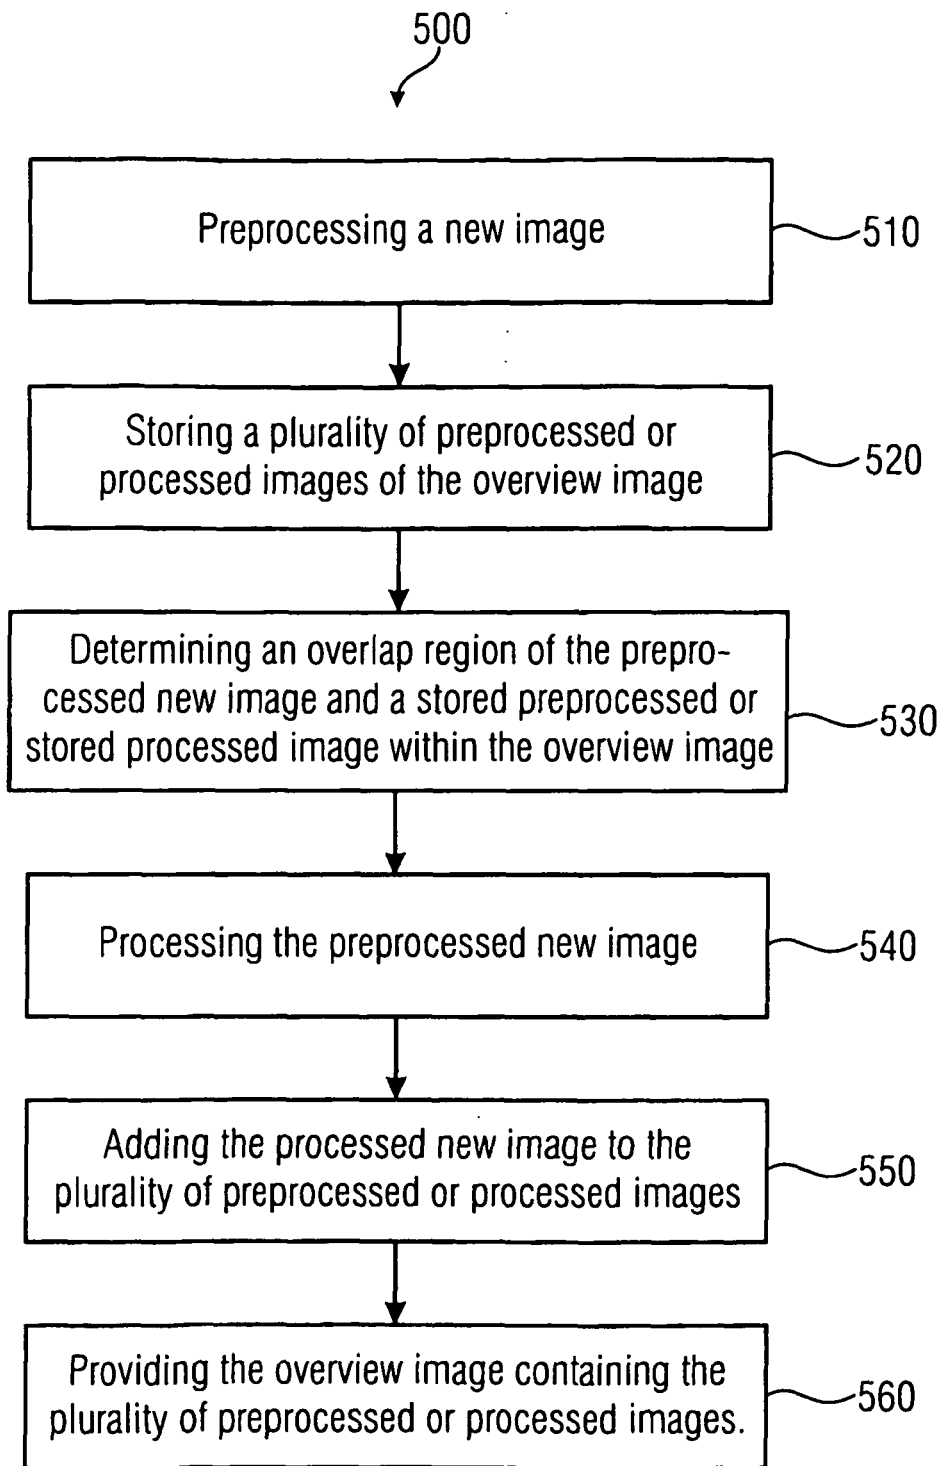 500
Preprocessing a new image
510
Storing a plurality of preprocessed or
processed images of the overview image
520
Determining an overlap region of the prepro-
cessed new image and a stored preprocessed or
stored processed image within the overview image
530
Processing the preprocessed new image
540
Adding the processed new image to the
plurality of preprocessed or processed images
550
Providing the overview image containing the
plurality of preprocessed or processed images.
560